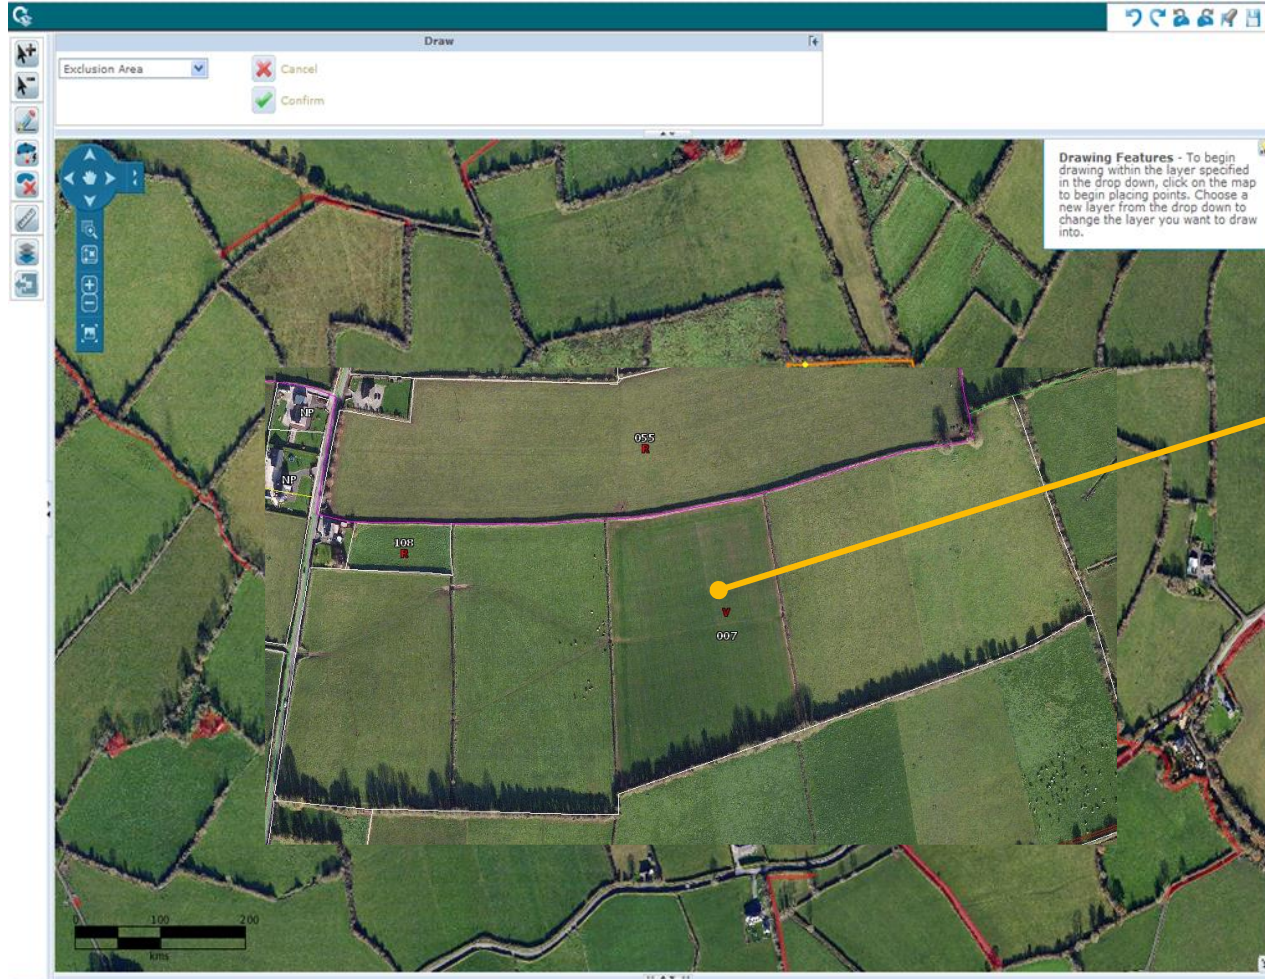 Draw
Exclusion Area
Cancel
Confirm
Drawing Features - To begin
drawing within the layer specified
in the drop down, click on the map
to begin placing points. Choose a
new layer from the drop down to
change the layer you want to draw
into.
NP
055
R
NP
108
R
V
007
0 100 200
kms